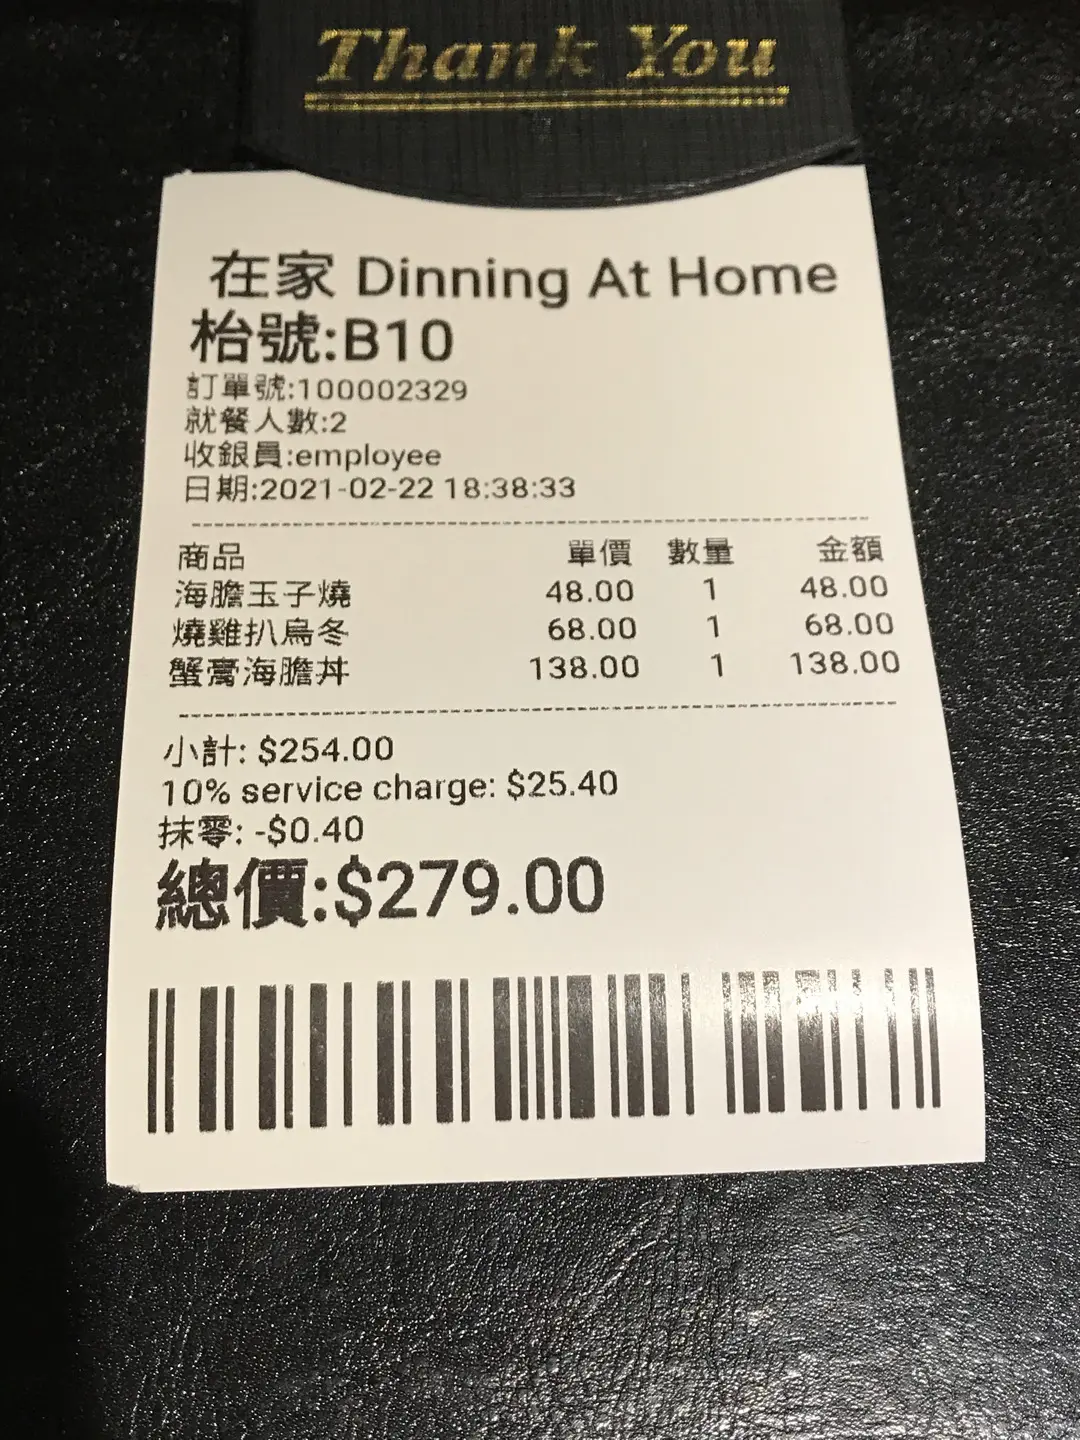 Thank You
在家 Dinning At Home
枱號:B10
訂單號:100002329
就餐人數:2
收銀員:employee
日期:2021-02-22 18:38:33
商品 單價 數量 金額
海膽玉子燒 48.00 1 48.00
燒雞扒烏冬 68.00 1 68.00
蟹膏海膽丼 138.00 1 138.00
小計: $254.00
10% service charge: $25.40
抹零: -$0.40
總價:$279.00